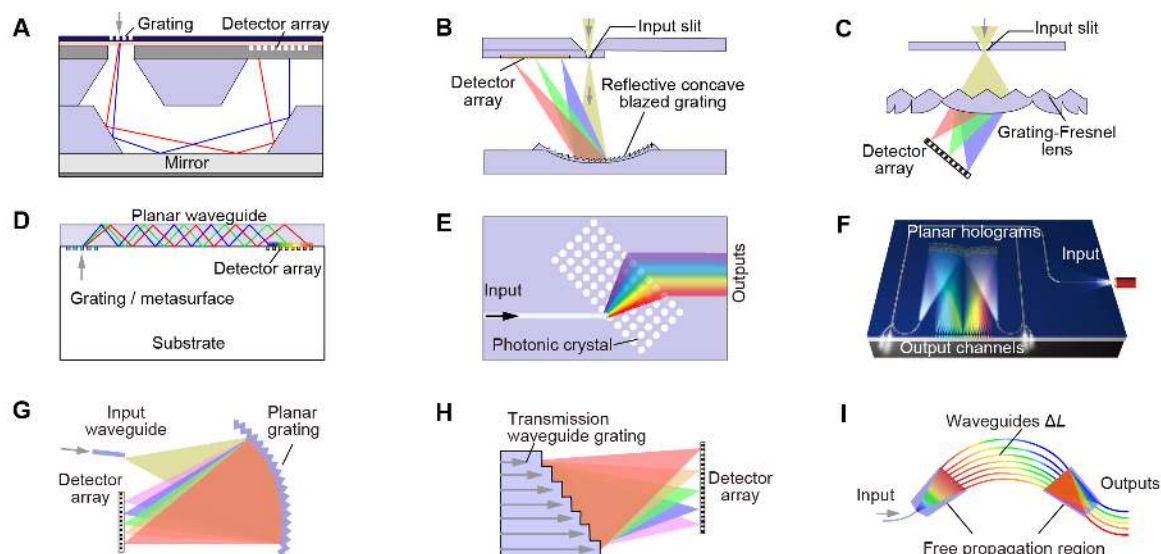 A
Grating
Detector array
Mirror
B
Input slit
Detector
array
Reflective concave
blazed grating
C
Input slit
Grating-Fresnel
lens
Detector
array
D
Planar waveguide
Detector array
Grating / metasurface
Substrate
E
Input
Outputs
Photonic crystal
F
Planar holograms
Input
Output channels
G
Input
waveguide
Planar
grating
Detector
array
H
Transmission
waveguide grating
Detector
array
I
Waveguides ΔL
Input
Outputs
Free propagation region